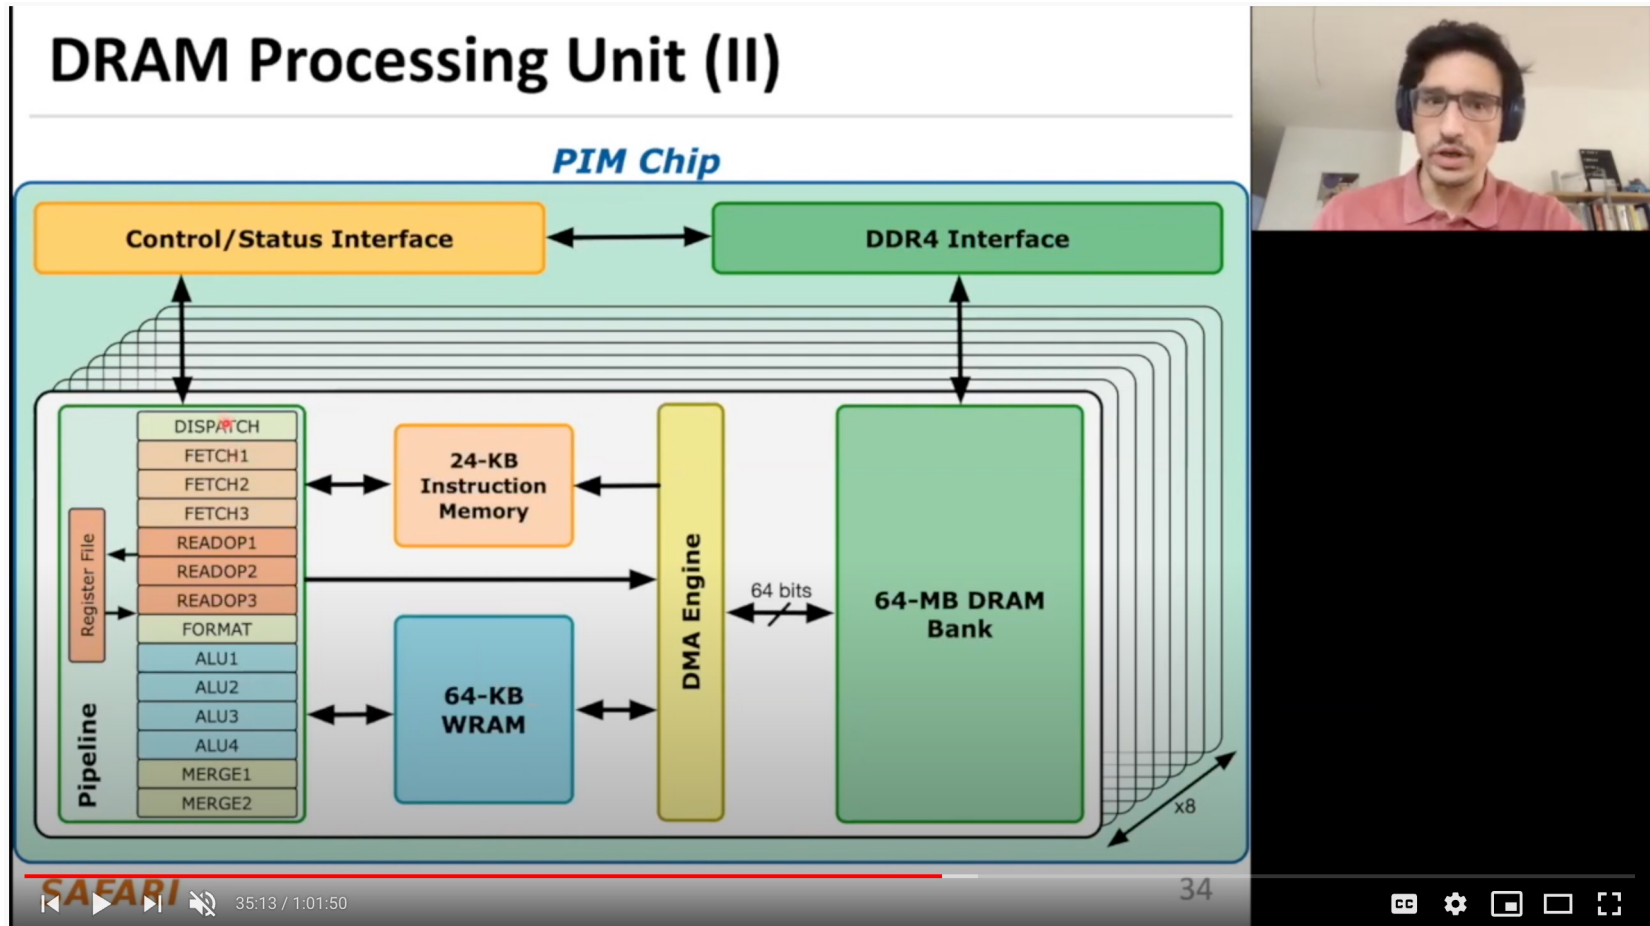 DRAM Processing Unit (II)
PIM Chip
Control/Status Interface
DDR4 Interface
DISPATCH
FETCH1
FETCH2
FETCH3
READOP1
READOP2
READOP3
FORMAT
ALU1
ALU2
ALU3
ALU4
MERGE1
MERGE2
Register File
Pipeline
24-KB
Instruction
Memory
64-KB
WRAM
DMA Engine
64 bits
64-MB DRAM
Bank
x8
SAFARI
34
35:13 / 1:01:50
CC